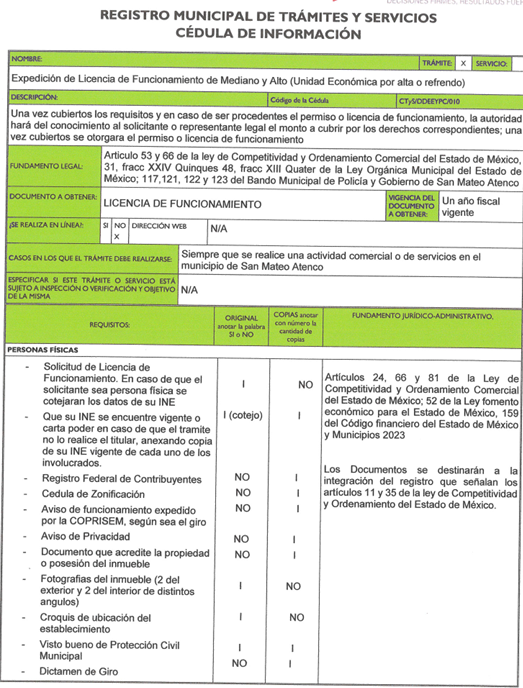 DECISIONES FIRMES, RESULTADOS FUER
REGISTRO MUNICIPAL DE TRÁMITES Y SERVICIOS
CÉDULA DE INFORMACIÓN
NOMBRE: TRÁMITE: X SERVICIO:
Expedición de Licencia de Funcionamiento de Mediano y Alto (Unidad Económica por alta o refrendo)
DESCRIPCIÓN: Código de la Cédula CTyS/DDEEYPC/010
Una vez cubiertos los requisitos y en caso de ser procedentes el permiso o licencia de funcionamiento, la autoridad
hará del conocimiento al solicitante o representante legal el monto a cubrir por los derechos correspondientes; una
vez cubiertos se otorgara el permiso o licencia de funcionamiento
FUNDAMENTO LEGAL: Articulo 53 y 66 de la ley de Competitividad y Ordenamiento Comercial del Estado de México,
31, fracc XXIV Quinques 48, fracc XIII Quater de la Ley Orgánica Municipal del Estado de
México; 117,121, 122 y 123 del Bando Municipal de Policía y Gobierno de San Mateo Atenco
DOCUMENTO A OBTENER: LICENCIA DE FUNCIONAMIENTO VIGENCIA DEL DOCUMENTO A OBTENER: Un año fiscal vigente
¿SE REALIZA EN LÍNEA?: SI NO X DIRECCIÓN WEB N/A
CASOS EN LOS QUE EL TRÁMITE DEBE REALIZARSE: Siempre que se realice una actividad comercial o de servicios en el
municipio de San Mateo Atenco
ESPECIFICAR SI ESTE TRÁMITE O SERVICIO ESTÁ
SUJETO A INSPECCIÓN O VERIFICACIÓN Y OBJETIVO
DE LA MISMA N/A
REQUISITOS: ORIGINAL anotar la palabra SI o NO COPIAS anotar con número la cantidad de copias FUNDAMENTO JURÍDICO-ADMINISTRATIVO.
PERSONAS FÍSICAS
- Solicitud de Licencia de
Funcionamiento. En caso de que el
solicitante sea persona física se
cotejaran los datos de su INE I NO
- Que su INE se encuentre vigente o
carta poder en caso de que el tramite
no lo realice el titular, anexando copia
de su INE vigente de cada uno de los
involucrados. I (cotejo) I
- Registro Federal de Contribuyentes NO I
- Cedula de Zonificación NO I
- Aviso de funcionamiento expedido
por la COPRISEM, según sea el giro NO I
- Aviso de Privacidad NO I
- Documento que acredite la propiedad
o posesión del inmueble NO I
- Fotografías del inmueble (2 del
exterior y 2 del interior de distintos
angulos) I NO
- Croquis de ubicación del
establecimiento I NO
- Visto bueno de Protección Civil
Municipal I I
- Dictamen de Giro NO I
Artículos 24, 66 y 81 de la Ley de
Competitividad y Ordenamiento Comercial
del Estado de México; 52 de la Ley fomento
económico para el Estado de México, 159
del Código financiero del Estado de México
y Municipios 2023
Los Documentos se destinarán a la
integración del registro que señalan los
artículos 11 y 35 de la ley de Competitividad
y Ordenamiento del Estado de México.